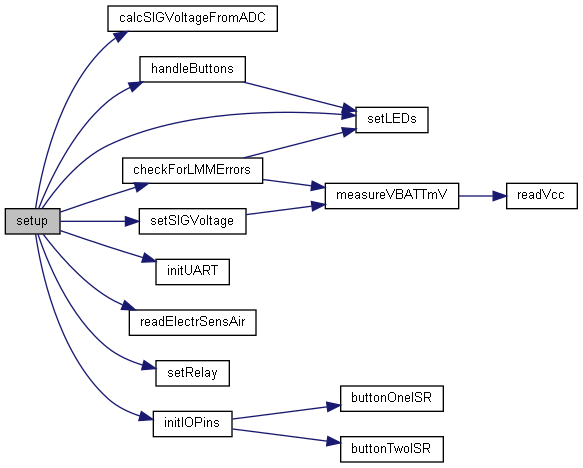 calcSIGVoltageFromADC
handleButtons
setLEDs
checkForLMMErrors
measureVBATTmV
readVcc
setup
setSIGVoltage
initUART
readElectrSensAir
setRelay
buttonOneISR
initIOPins
buttonTwoISR